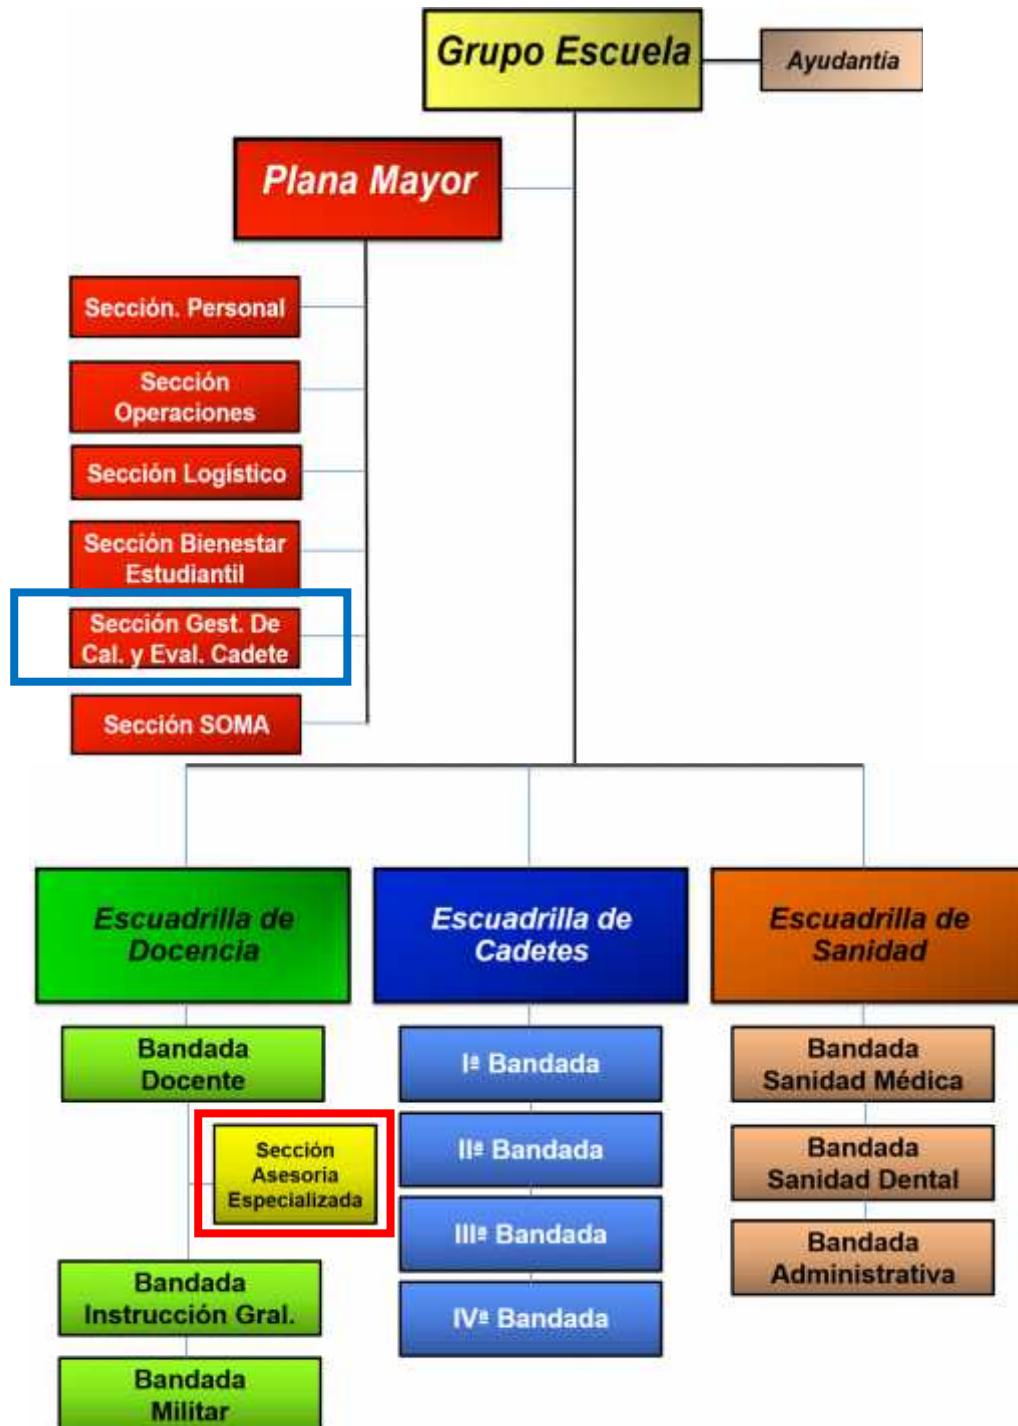 Grupo Escuela
Ayudantía
Plana Mayor
Sección. Personal
Sección
Operaciones
Sección Logístico
Sección Bienestar
Estudiantil
Sección Gest. De
Cal. y Eval. Cadete
Sección SOMA
Escuadrilla de
Docencia
Escuadrilla de
Cadetes
Escuadrilla de
Sanidad
Bandada
Docente
Sección
Asesoria
Especializada
Bandada
Instrucción Gral.
Bandada
Militar
Iª Bandada
IIª Bandada
IIIª Bandada
IVª Bandada
Bandada
Sanidad Médica
Bandada
Sanidad Dental
Bandada
Administrativa